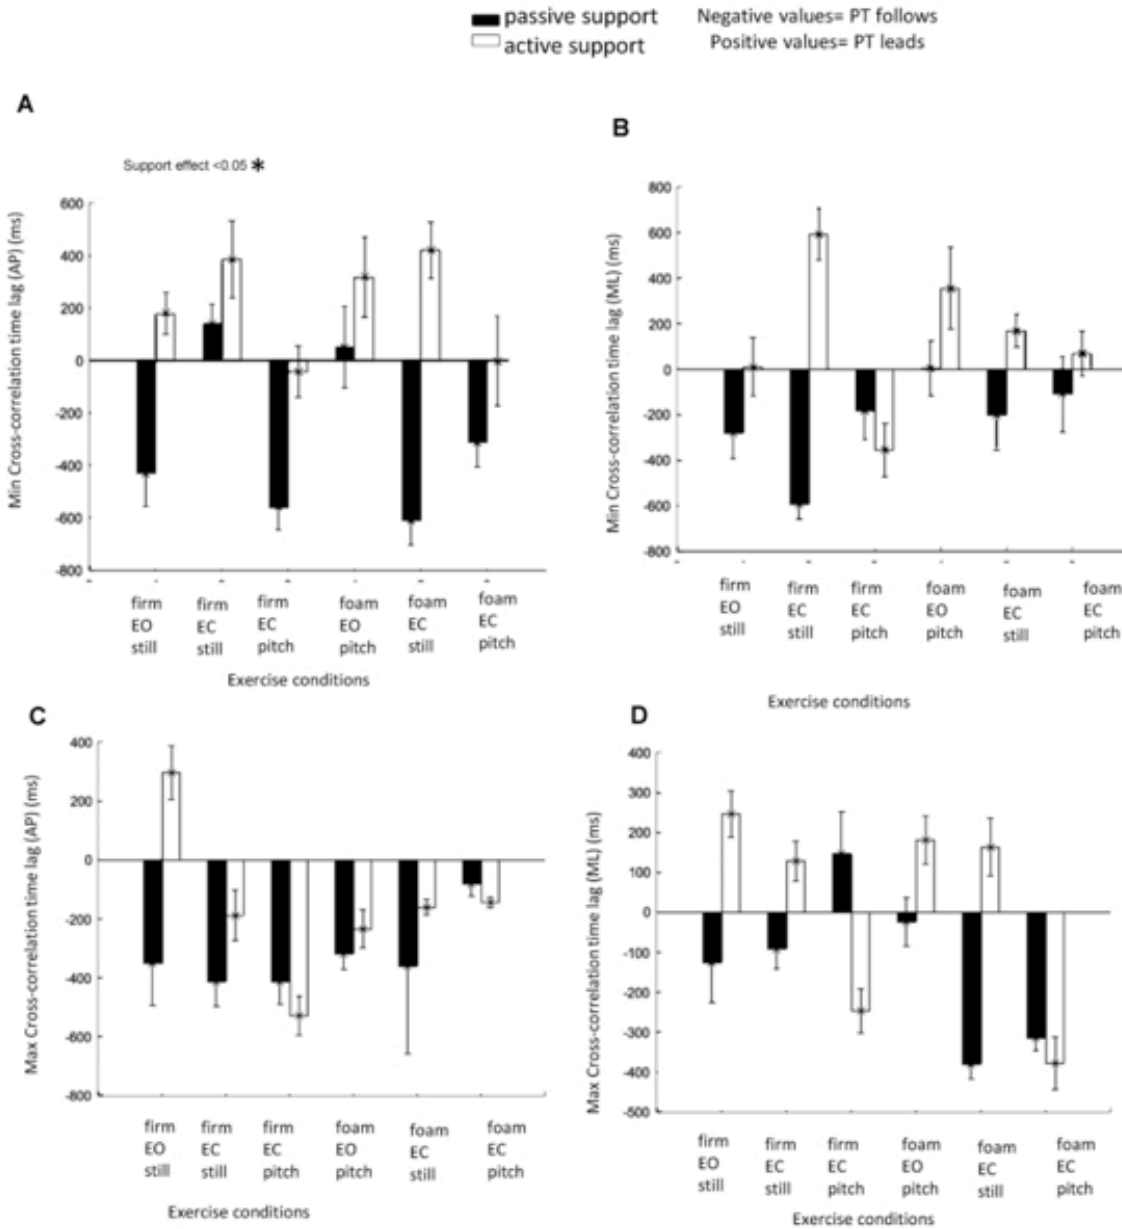 passive support
active support
Negative values= PT follows
Positive values= PT leads
A
Support effect <0.05 *
Min Cross-correlation time lag (AP) (ms)
600
400
200
0
-200
-400
-600
-800
firm EO still
firm EC still
firm EC pitch
foam EO pitch
foam EC still
foam EC pitch
Exercise conditions
B
Min Cross-correlation time lag (ML) (ms)
800
600
400
200
0
-200
-400
-600
-800
firm EO still
firm EC still
firm EC pitch
foam EO pitch
foam EC still
foam EC pitch
Exercise conditions
C
Max Cross-correlation time lag (AP) (ms)
400
200
0
-200
-400
-600
-800
firm EO still
firm EC still
firm EC pitch
foam EO pitch
foam EC still
foam EC pitch
Exercise conditions
D
Max Cross-correlation time lag (ML) (ms)
400
300
200
100
0
-100
-200
-300
-400
-500
firm EO still
firm EC still
firm EC pitch
foam EO pitch
foam EC still
foam EC pitch
Exercise conditions